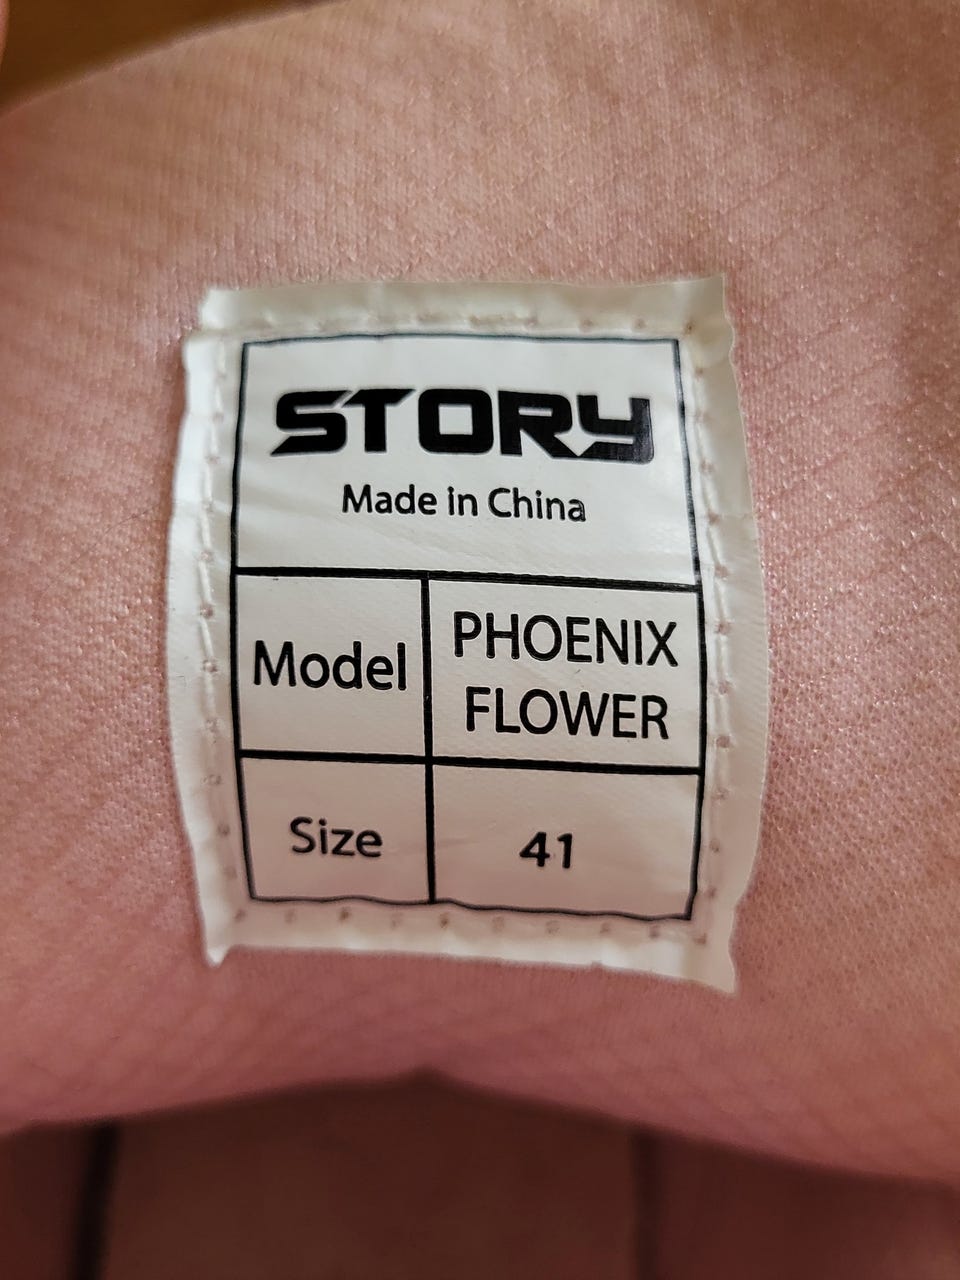 STORY
Made in China
Model
PHOENIX
FLOWER
Size
41